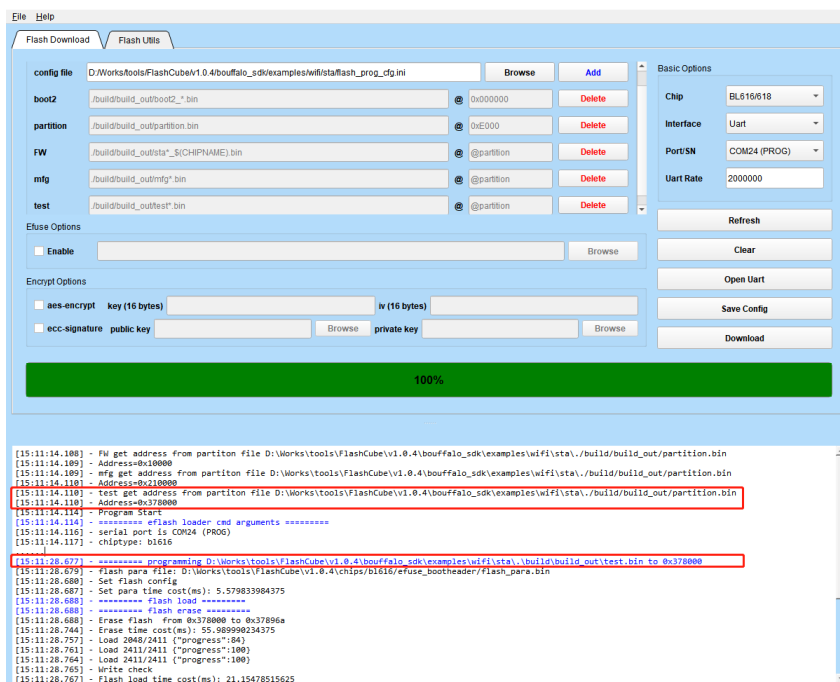 File Help
Flash Download Flash Utils
config file D:/Works/tools/FlashCube/v1.0.4/bouffalo_sdk/examples/wifi/sta/flash_prog_cfg.ini Browse Add
boot2 ./build/build_out/boot2_*.bin @ 0x000000 Delete
partition ./build/build_out/partition.bin @ 0xE000 Delete
FW ./build/build_out/sta*_$(CHIPNAME).bin @ @partition Delete
mfg ./build/build_out/mfg*.bin @ @partition Delete
test ./build/build_out/test*.bin @ @partition Delete
Efuse Options
Enable Browse
Encrypt Options
aes-encrypt key (16 bytes) iv (16 bytes)
ecc-signature public key Browse private key Browse
Basic Options
Chip BL616/618
Interface Uart
Port/SN COM24 (PROG)
Uart Rate 2000000
Refresh
Clear
Open Uart
Save Config
Download
100%
[15:11:14.108] - FW get address from partiton file D:\Works\tools\FlashCube\v1.0.4\bouffalo_sdk\examples\wifi\sta\./build/build_out/partition.bin
[15:11:14.109] - Address=0x10000
[15:11:14.109] - mfg get address from partiton file D:\Works\tools\FlashCube\v1.0.4\bouffalo_sdk\examples\wifi\sta\./build/build_out/partition.bin
[15:11:14.110] - Address=0x210000
[15:11:14.110] - test get address from partiton file D:\Works\tools\FlashCube\v1.0.4\bouffalo_sdk\examples\wifi\sta\./build/build_out/partition.bin
[15:11:14.110] - Address=0x378000
[15:11:14.114] - Program Start
[15:11:14.114] - ========= eflash loader cmd arguments =========
[15:11:14.116] - serial port is COM24 (PROG)
[15:11:14.117] - chiptype: bl616
......
[15:11:28.677] - ========= programming D:\Works\tools\FlashCube\v1.0.4\bouffalo_sdk\examples\wifi\sta\.\build\build_out\test.bin to 0x378000
[15:11:28.679] - flash para file: D:\Works\tools\FlashCube\v1.0.4/chips/bl616/efuse_bootheader/flash_para.bin
[15:11:28.680] - Set flash config
[15:11:28.687] - Set para time cost(ms): 5.579833984375
[15:11:28.688] - ========= flash load =========
[15:11:28.688] - ========= flash erase =========
[15:11:28.688] - Erase flash from 0x378000 to 0x37896a
[15:11:28.744] - Erase time cost(ms): 55.989990234375
[15:11:28.757] - Load 2048/2411 {"progress":84}
[15:11:28.761] - Load 2411/2411 {"progress":100}
[15:11:28.764] - Load 2411/2411 {"progress":100}
[15:11:28.765] - Write check
[15:11:28.767] - Flash load time cost(ms): 21.15478515625